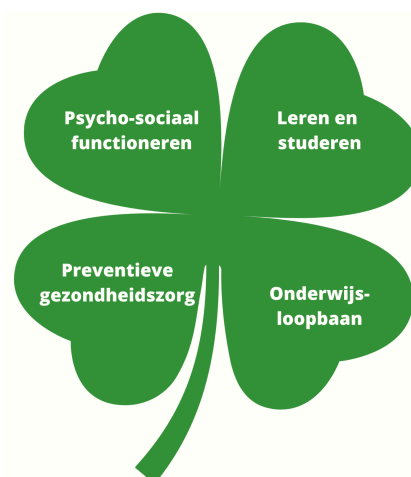 Psycho-sociaal
functioneren
Leren en
studeren
Preventieve
gezondheidszorg
Onderwijs-
loopbaan